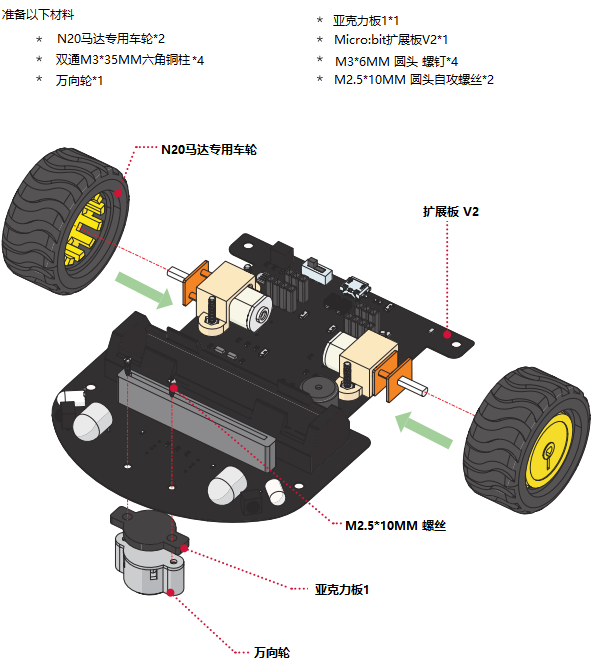 准备以下材料
* N20马达专用车轮*2
* 双通M3*35MM六角铜柱*4
* 万向轮*1
* 亚克力板1*1
* Micro:bit扩展板V2*1
* M3*6MM 圆头 螺钉*4
* M2.5*10MM 圆头自攻螺丝*2
N20马达专用车轮
扩展板 V2
M2.5*10MM 螺丝
亚克力板1
万向轮